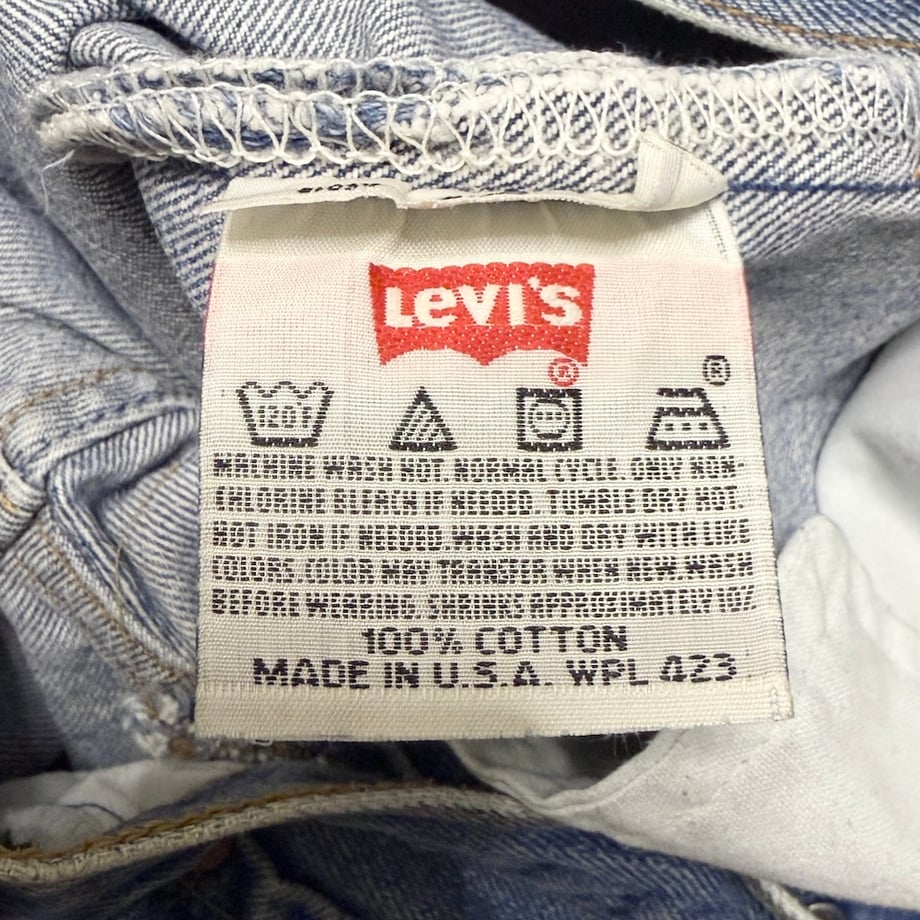 LEVI'S
®
®
120°F
MACHINE WASH HOT. NORMAL CYCLE. ONLY NON-
CHLORINE BLEACH IF NEEDED. TUMBLE DRY HOT.
HOT IRON IF NEEDED. WASH AND DRY WITH LIKE
COLORS. COLOR MAY TRANSFER WHEN NEW. WASH
BEFORE WEARING. SHRINKS APPROXIMATELY 10%
100% COTTON
MADE IN U.S.A. WPL 423